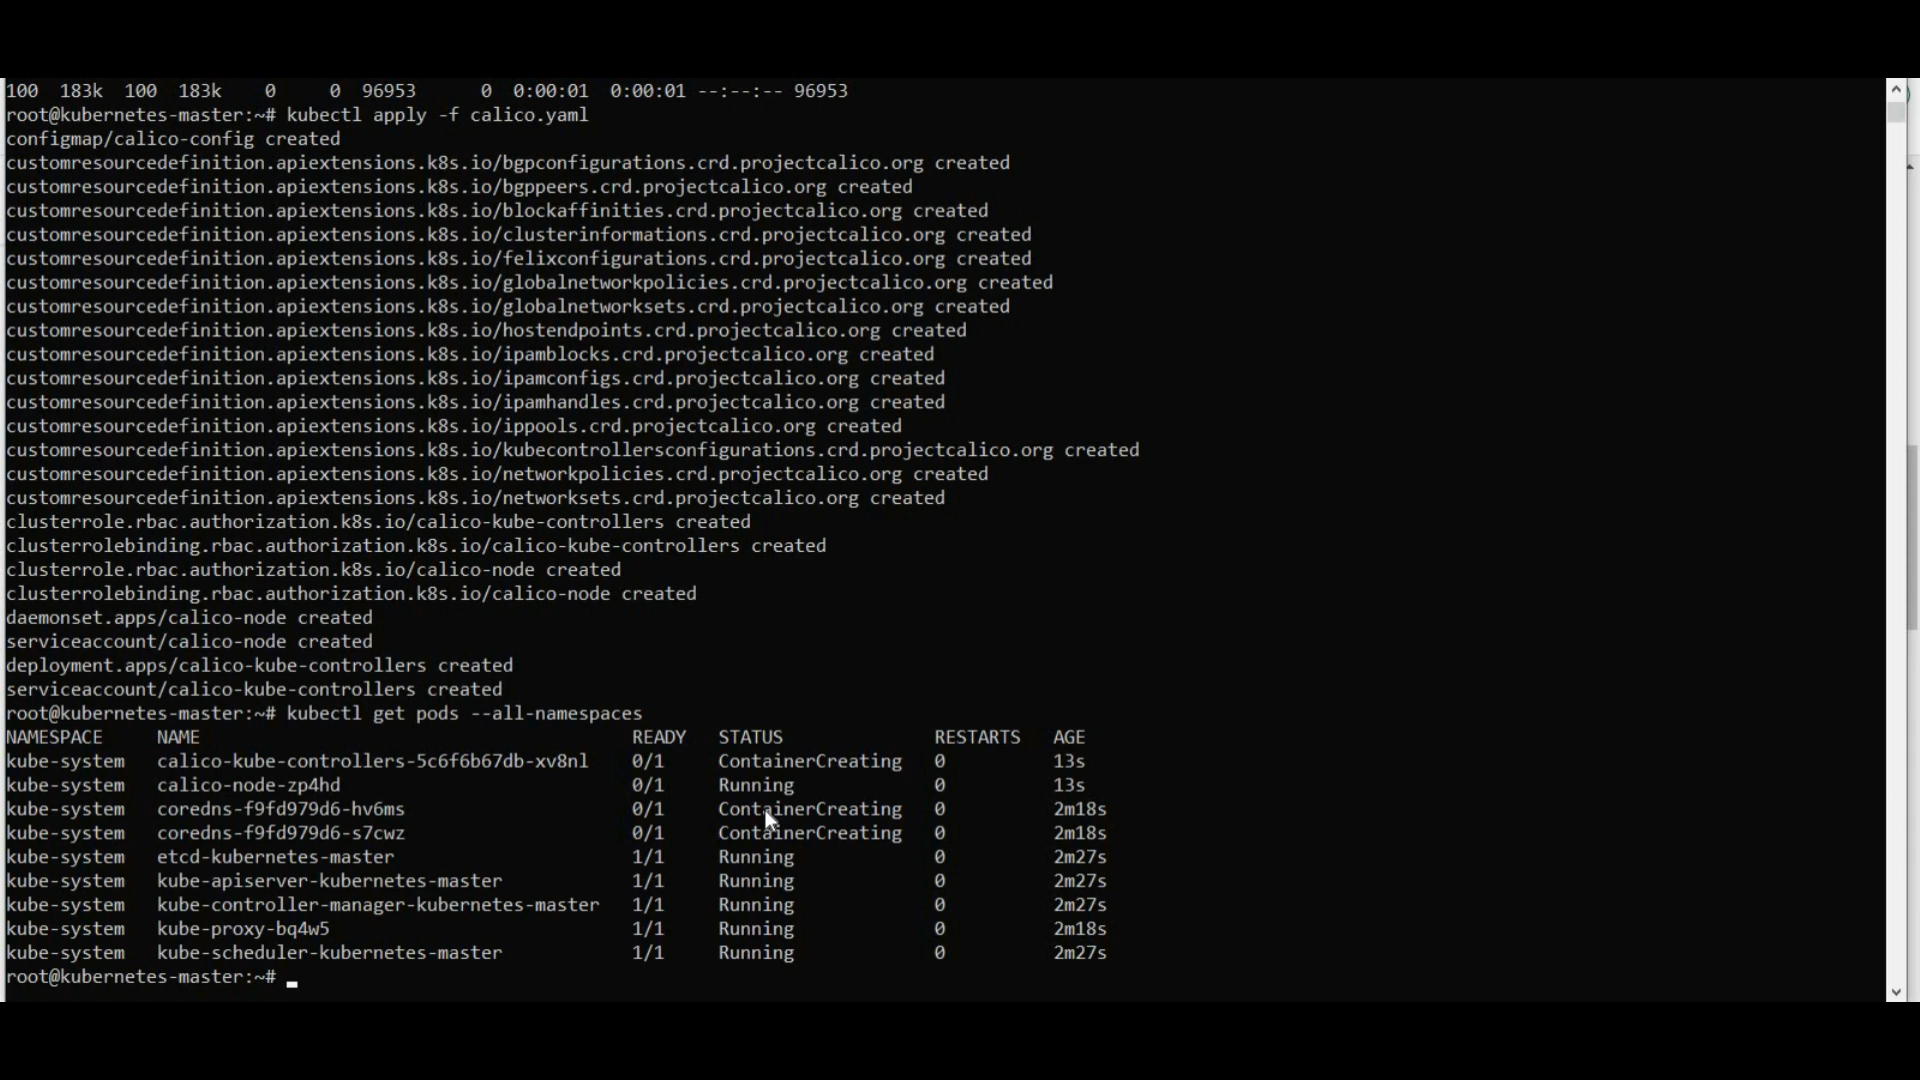 100  183k  100  183k    0     0  96953      0  0:00:01  0:00:01 --:--:-- 96953
root@kubernetes-master:~# kubectl apply -f calico.yaml
configmap/calico-config created
customresourcedefinition.apiextensions.k8s.io/bgpconfigurations.crd.projectcalico.org created
customresourcedefinition.apiextensions.k8s.io/bgppeers.crd.projectcalico.org created
customresourcedefinition.apiextensions.k8s.io/blockaffinities.crd.projectcalico.org created
customresourcedefinition.apiextensions.k8s.io/clusterinformations.crd.projectcalico.org created
customresourcedefinition.apiextensions.k8s.io/felixconfigurations.crd.projectcalico.org created
customresourcedefinition.apiextensions.k8s.io/globalnetworkpolicies.crd.projectcalico.org created
customresourcedefinition.apiextensions.k8s.io/globalnetworksets.crd.projectcalico.org created
customresourcedefinition.apiextensions.k8s.io/hostendpoints.crd.projectcalico.org created
customresourcedefinition.apiextensions.k8s.io/ipamblocks.crd.projectcalico.org created
customresourcedefinition.apiextensions.k8s.io/ipamconfigs.crd.projectcalico.org created
customresourcedefinition.apiextensions.k8s.io/ipamhandles.crd.projectcalico.org created
customresourcedefinition.apiextensions.k8s.io/ippools.crd.projectcalico.org created
customresourcedefinition.apiextensions.k8s.io/kubecontrollersconfigurations.crd.projectcalico.org created
customresourcedefinition.apiextensions.k8s.io/networkpolicies.crd.projectcalico.org created
customresourcedefinition.apiextensions.k8s.io/networksets.crd.projectcalico.org created
clusterrole.rbac.authorization.k8s.io/calico-kube-controllers created
clusterrolebinding.rbac.authorization.k8s.io/calico-kube-controllers created
clusterrole.rbac.authorization.k8s.io/calico-node created
clusterrolebinding.rbac.authorization.k8s.io/calico-node created
daemonset.apps/calico-node created
serviceaccount/calico-node created
deployment.apps/calico-kube-controllers created
serviceaccount/calico-kube-controllers created
root@kubernetes-master:~# kubectl get pods --all-namespaces
NAMESPACE     NAME                                        READY   STATUS              RESTARTS   AGE
kube-system   calico-kube-controllers-5c6f6b67db-xv8nl    0/1     ContainerCreating   0          13s
kube-system   calico-node-zp4hd                           0/1     Running             0          13s
kube-system   coredns-f9fd979d6-hv6ms                     0/1     ContainerCreating   0          2m18s
kube-system   coredns-f9fd979d6-s7cwz                     0/1     ContainerCreating   0          2m18s
kube-system   etcd-kubernetes-master                      1/1     Running             0          2m27s
kube-system   kube-apiserver-kubernetes-master            1/1     Running             0          2m27s
kube-system   kube-controller-manager-kubernetes-master   1/1     Running             0          2m27s
kube-system   kube-proxy-bq4w5                            1/1     Running             0          2m18s
kube-system   kube-scheduler-kubernetes-master            1/1     Running             0          2m27s
root@kubernetes-master:~#